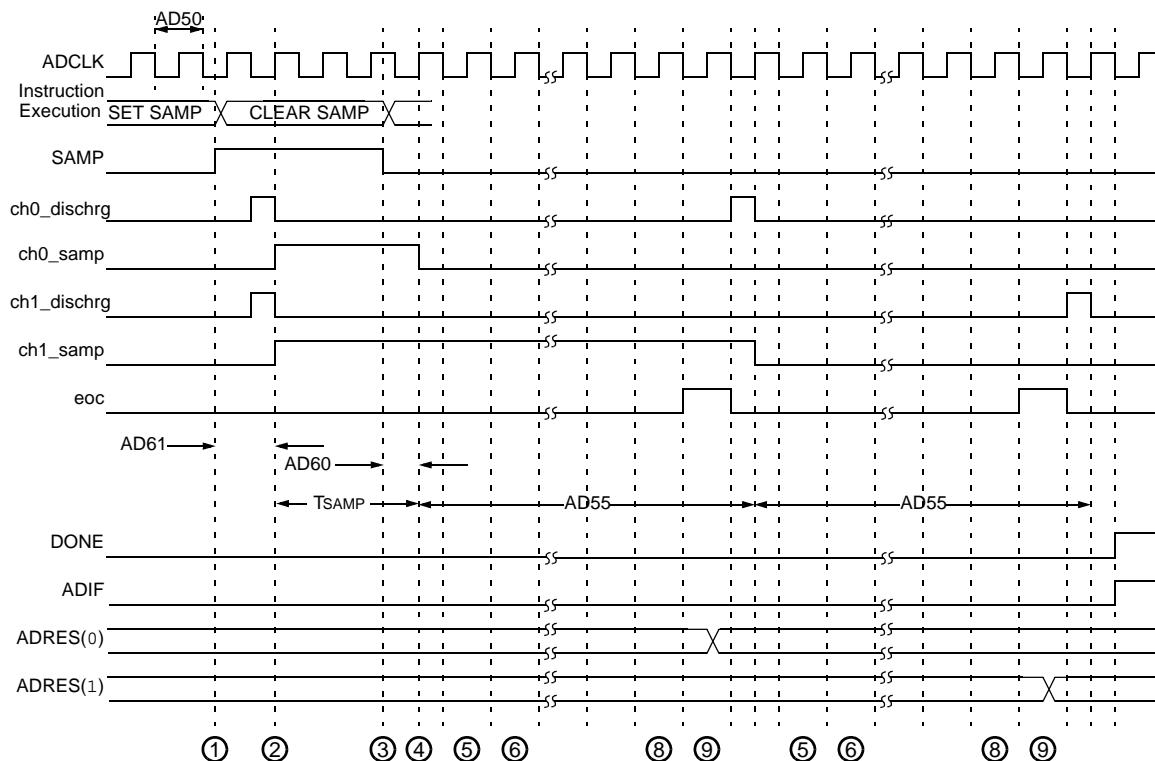 AD50
ADCLK
Instruction
Execution SET SAMP CLEAR SAMP
SAMP
ch0_dischrg
ch0_samp
ch1_dischrg
ch1_samp
eoc
AD61
AD60
TSAMP AD55 AD55
DONE
ADIF
ADRES(0)
ADRES(1)
1 2 3 4 5 6 8 9 5 6 8 9